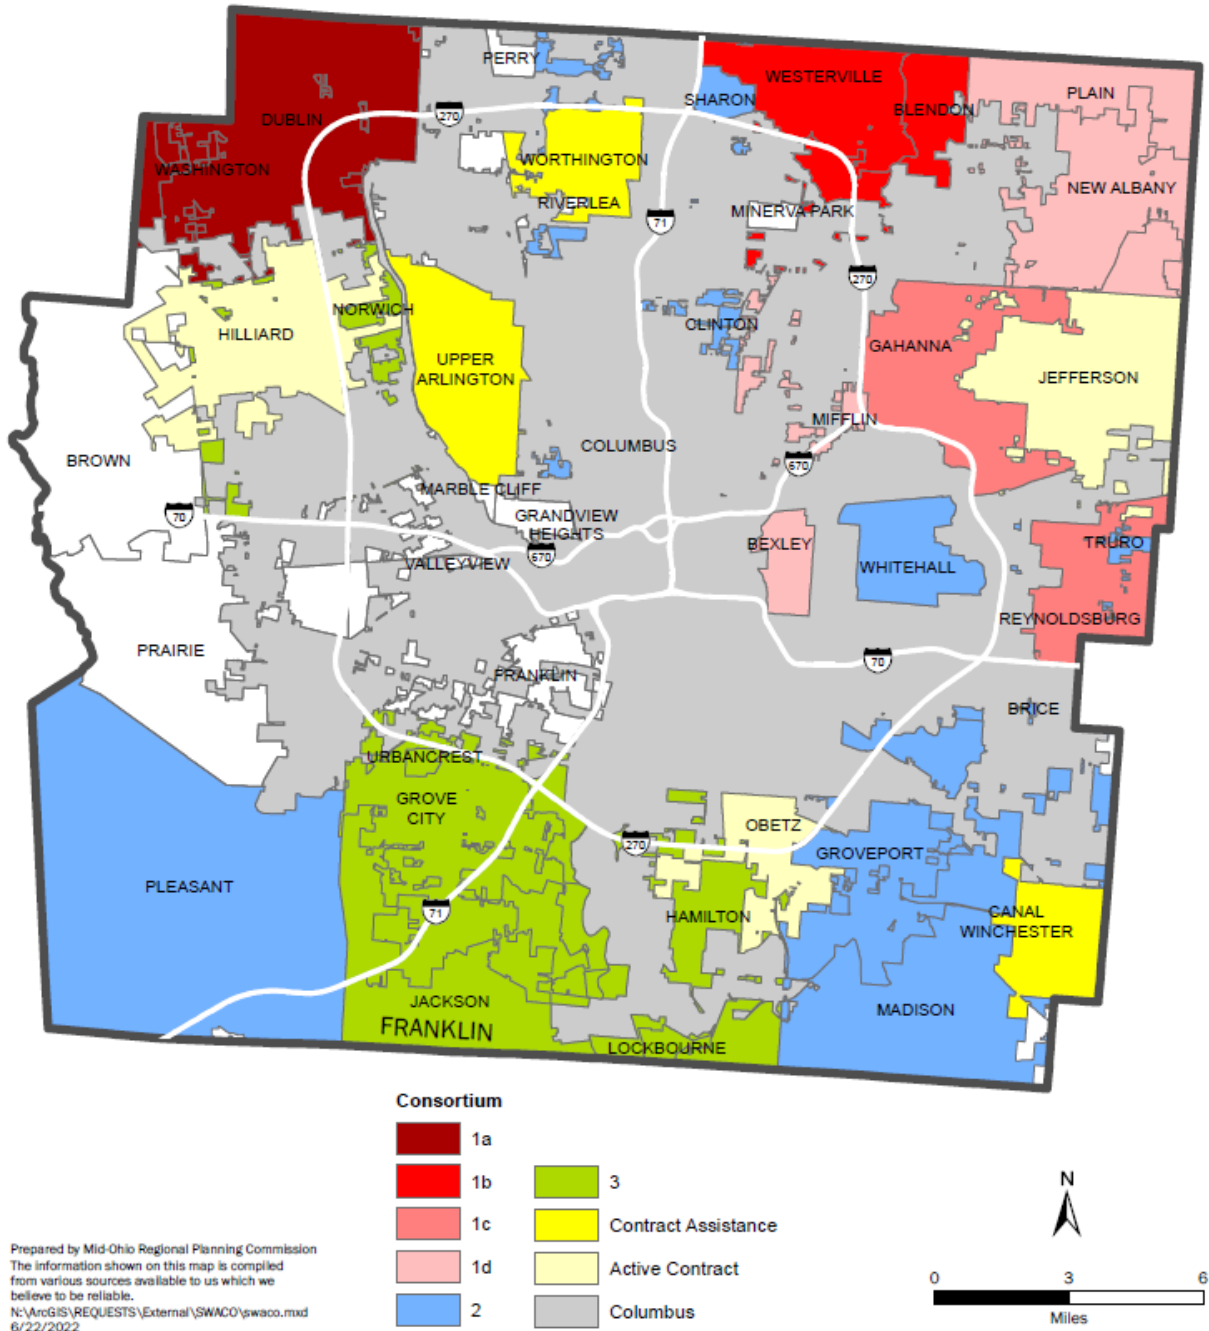 PERRY
WESTERVILLE
SHARON
PLAIN
BLENDON
270
DUBLIN
WORTHINGTON
WASHINGTON
NEW ALBANY
RIVERLEA
MINERVA PARK
71
270
NORWICH
CLINTON
HILLIARD
GAHANNA
UPPER
ARLINGTON
JEFFERSON
MIFFLIN
COLUMBUS
BROWN
670
MARBLE CLIFF
70
GRANDVIEW
HEIGHTS
BEXLEY
TRURO
670
VALLEYVIEW
WHITEHALL
REYNOLDSBURG
PRAIRIE
70
FRANKLIN
BRICE
URBANCREST
GROVE
CITY
OBETZ
270
GROVEPORT
PLEASANT
71
HAMILTON
CANAL
WINCHESTER
JACKSON
MADISON
FRANKLIN
LOCKBOURNE
Consortium
1a
1b
1c
1d
2
3
Contract Assistance
Active Contract
Columbus
N
0 3 6
Miles
Prepared by Mid-Ohio Regional Planning Commission
The information shown on this map is compiled
from various sources available to us which we
believe to be reliable.
N:\ArcGIS\REQUESTS\External\SWACO\swaco.mxd
6/22/2022